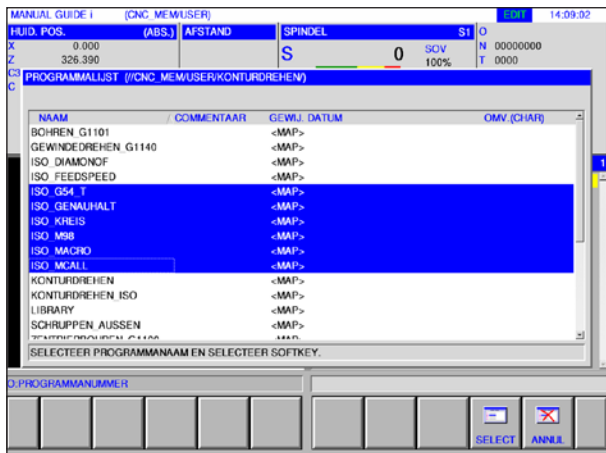 MANUAL GUIDE i (CNC_MEM/USER) EDIT 14:09:02
HUID. POS. (ABS.) AFSTAND SPINDEL S1 O
X 0.000 S 0 SOV 100% N 00000000
Z 326.390 T 0000
C3
C
PROGRAMMALIJST (//CNC_MEM/USER/KONTURDREHEN/)
NAAM / COMMENTAAR GEWIJ. DATUM OMV.(CHAR)
BOHREN_G1101 <MAP>
GEWINDEDREHEN_G1140 <MAP>
ISO_DIAMONOF <MAP>
ISO_FEEDSPEED <MAP>
ISO_G54_T <MAP>
ISO_GENAUHALT <MAP>
ISO_KREIS <MAP>
ISO_M98 <MAP>
ISO_MACRO <MAP>
ISO_MCALL <MAP>
KONTURDREHEN <MAP>
KONTURDREHEN_ISO <MAP>
LIBRARY <MAP>
SCHRUPPEN_AUSSEN <MAP>
SELECTEER PROGRAMMANAAM EN SELECTEER SOFTKEY.
O:PROGRAMMANUMMER
SELECT ANNUL